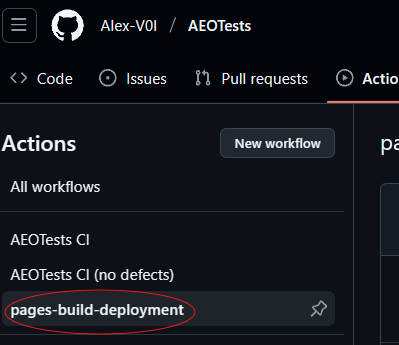 Alex-V0I / AEOTests
Code Issues Pull requests Actio
Actions
New workflow
pa
All workflows
AEOTests CI
AEOTests CI (no defects)
pages-build-deployment